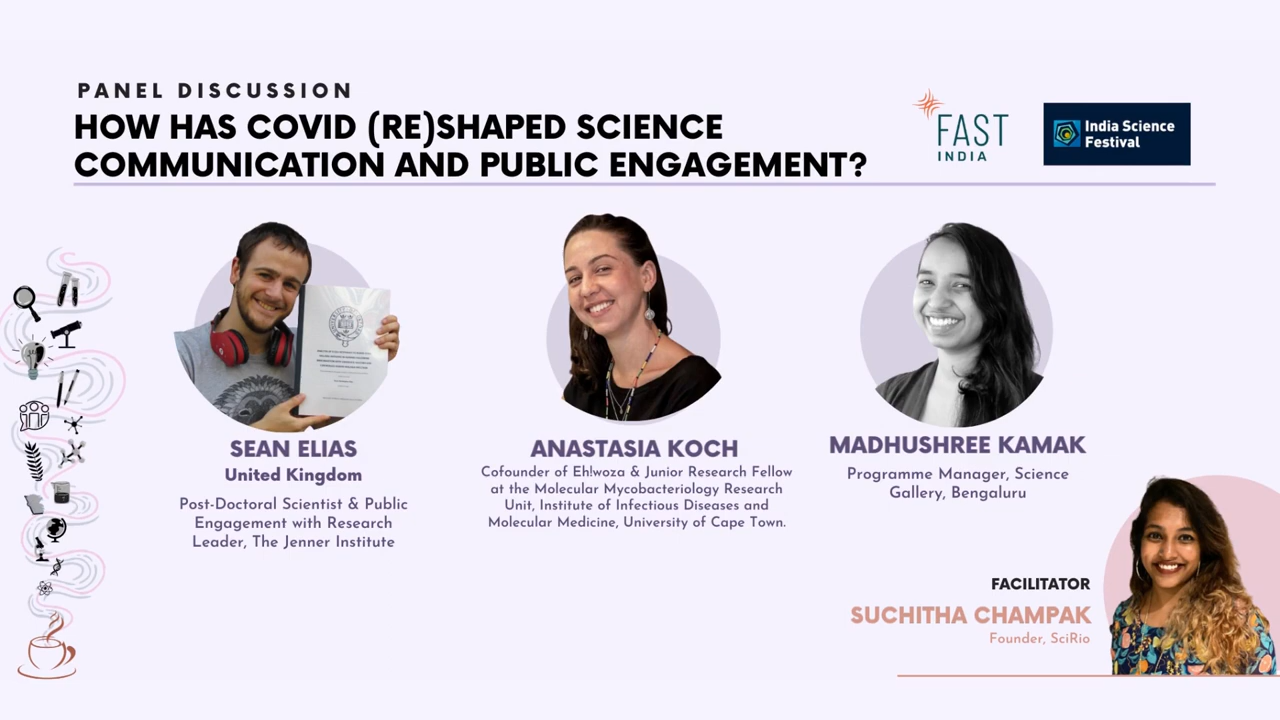 PANEL DISCUSSION
HOW HAS COVID (RE)SHAPED SCIENCE
COMMUNICATION AND PUBLIC ENGAGEMENT?
FAST
INDIA
India Science
Festival
SEAN ELIAS
United Kingdom
Post-Doctoral Scientist & Public
Engagement with Research
Leader, The Jenner Institute
ANASTASIA KOCH
Cofounder of Eh!woza & Junior Research Fellow
at the Molecular Mycobacteriology Research
Unit, Institute of Infectious Diseases and
Molecular Medicine, University of Cape Town.
MADHUSHREE KAMAK
Programme Manager, Science
Gallery, Bengaluru
FACILITATOR
SUCHITHA CHAMPAK
Founder, SciRio